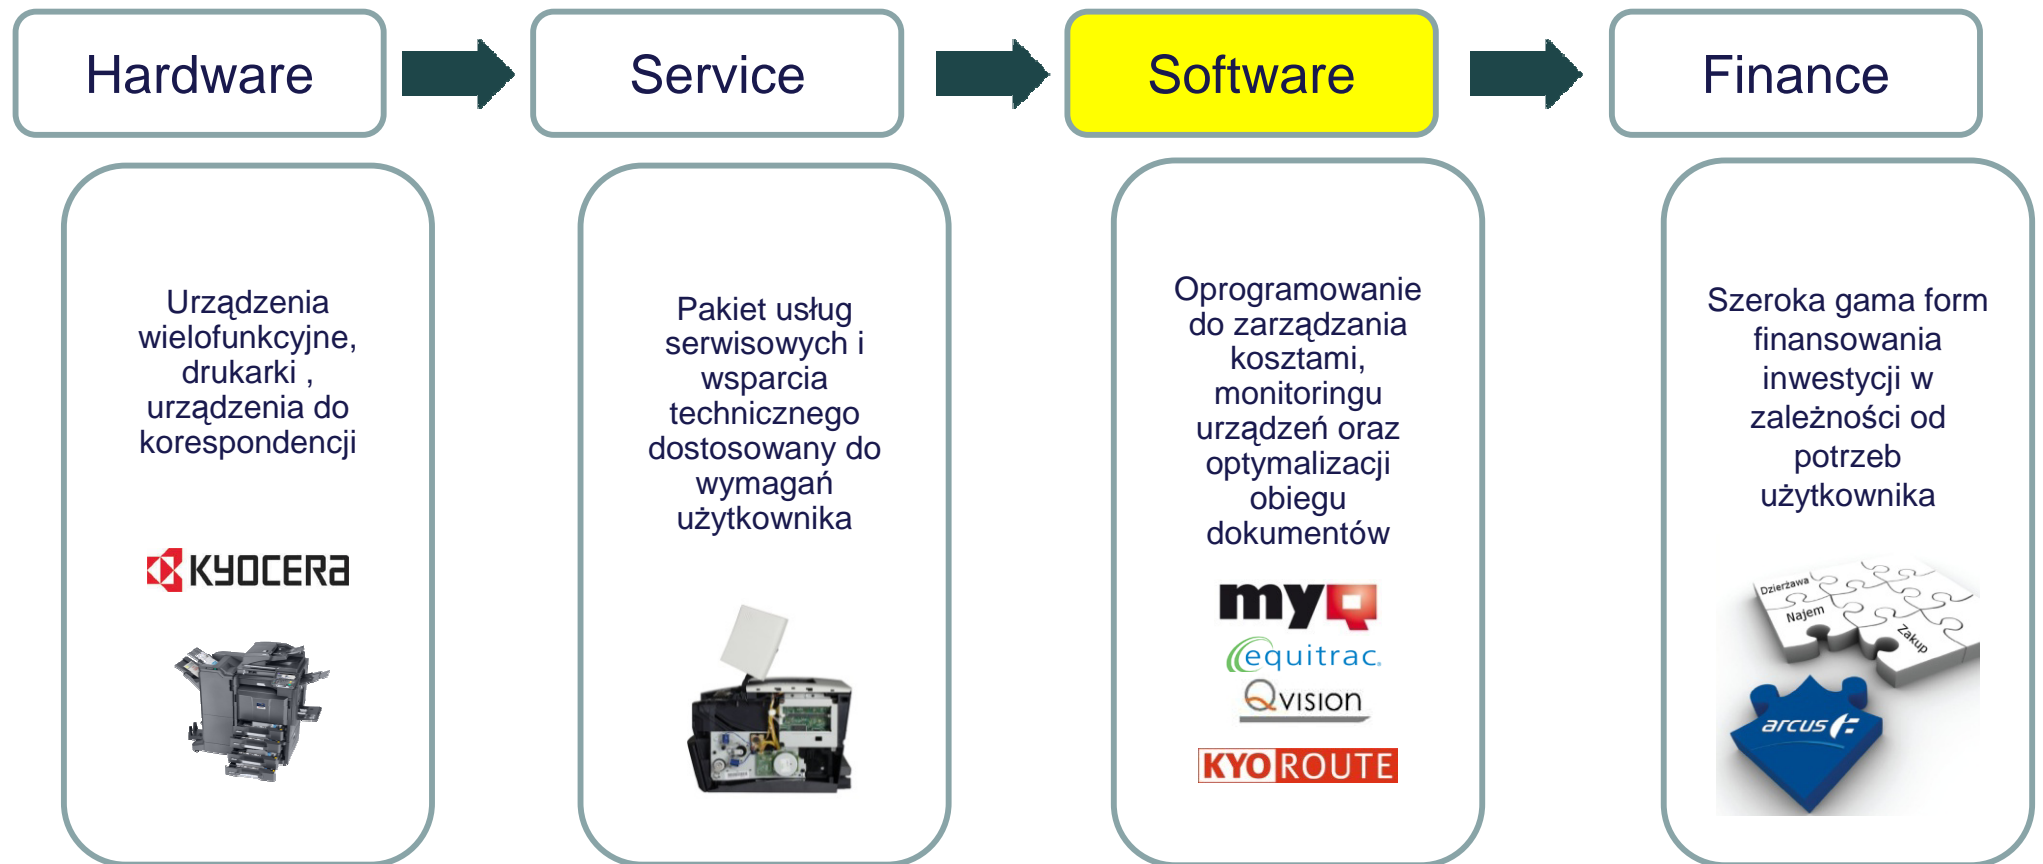 Hardware
Service
Software
Finance
Urządzenia
wielofunkcyjne,
drukarki ,
urządzenia do
korespondencji
KYOCERA
Pakiet usług
serwisowych i
wsparcia
technicznego
dostosowany do
wymagań
użytkownika
Oprogramowanie
do zarządzania
kosztami,
monitoringu
urządzeń oraz
optymalizacji
obiegu
dokumentów
myQ
equitrac
QVISION
KYOROUTE
Szeroka gama form
finansowania
inwestycji w
zależności od
potrzeb
użytkownika
Dzierżawa
Najem
Zakup
arcus